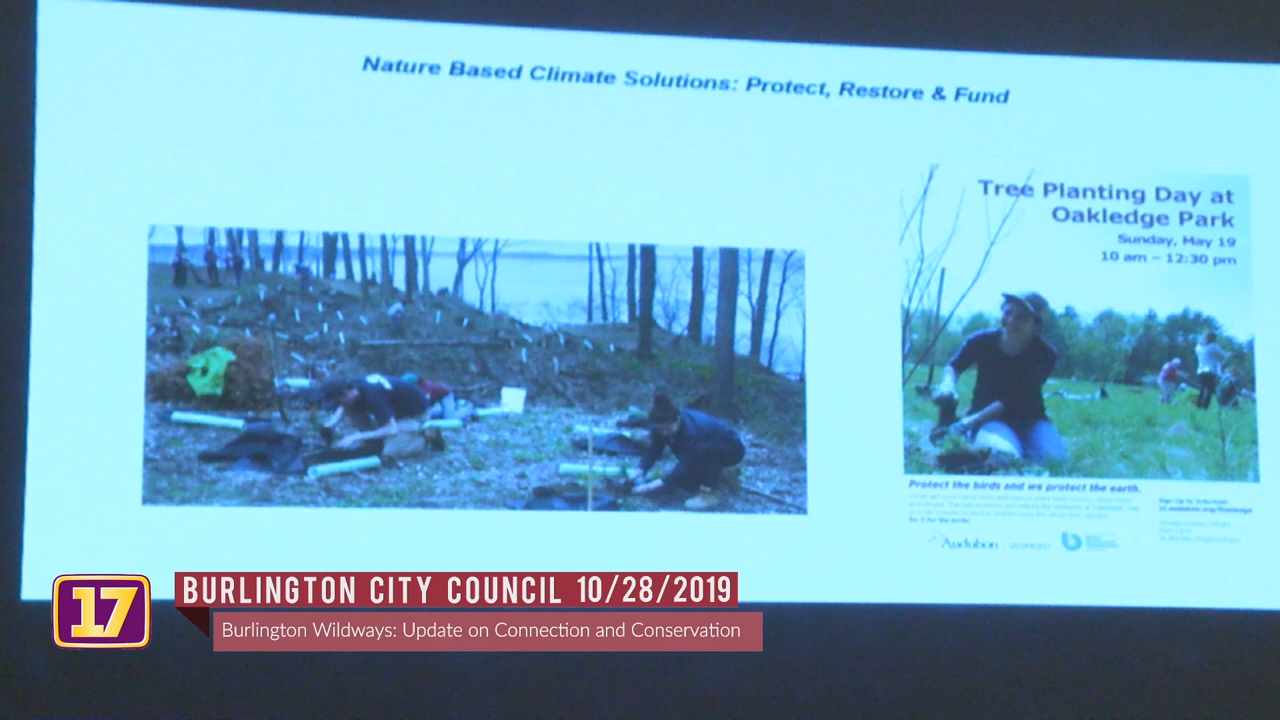 Nature Based Climate Solutions: Protect, Restore & Fund
Tree Planting Day at
Oakledge Park
Sunday, May 19
10 am – 12:30 pm
Protect the birds and we protect the earth.
Audubon VERMONT
17
BURLINGTON CITY COUNCIL 10/28/2019
Burlington Wildways: Update on Connection and Conservation